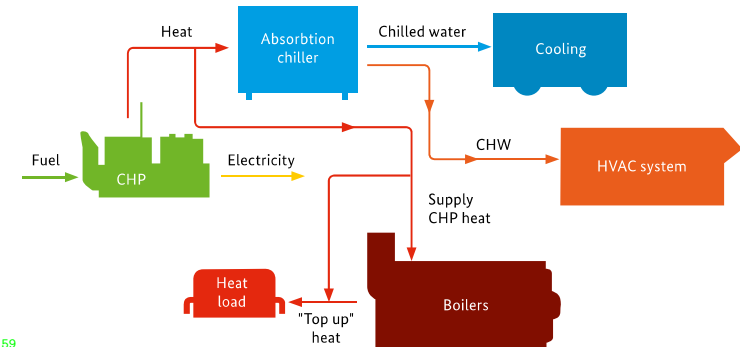 Heat
Absorbtion
chiller
Chilled water
Cooling
Fuel
CHP
Electricity
CHW
HVAC system
Supply
CHP heat
Heat
load
"Top up"
heat
Boilers
59